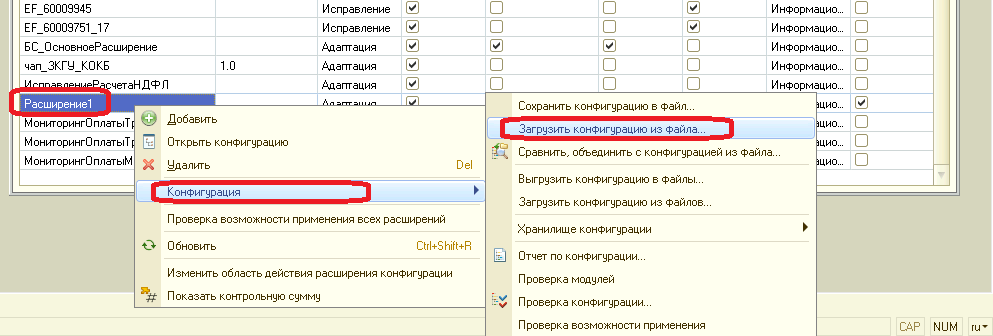 EF_60009945 Исправление Информацио...
EF_60009751_17 Исправление Информацио...
БС_ОсновноеРасширение Адаптация Информацио...
чап_ЗКГУ_КОКБ 1.0 Адаптация Информацио...
ИсправлениеРасчетаНДФЛ Адаптация Информацио...
Расширение1
МониторингОплатыТр
МониторингОплатыТр
МониторингОплатыМ
Добавить
Открыть конфигурацию
Удалить Del
Конфигурация
Проверка возможности применения всех расширений
Обновить Ctrl+Shift+R
Изменить область действия расширения конфигурации
Показать контрольную сумму
Сохранить конфигурацию в файл...
Загрузить конфигурацию из файла...
Сравнить, объединить с конфигурацией из файла...
Выгрузить конфигурацию в файлы...
Загрузить конфигурацию из файлов...
Хранилище конфигурации
Отчет по конфигурации...
Проверка модулей
Проверка конфигурации...
Проверка возможности применения
CAP NUM ru